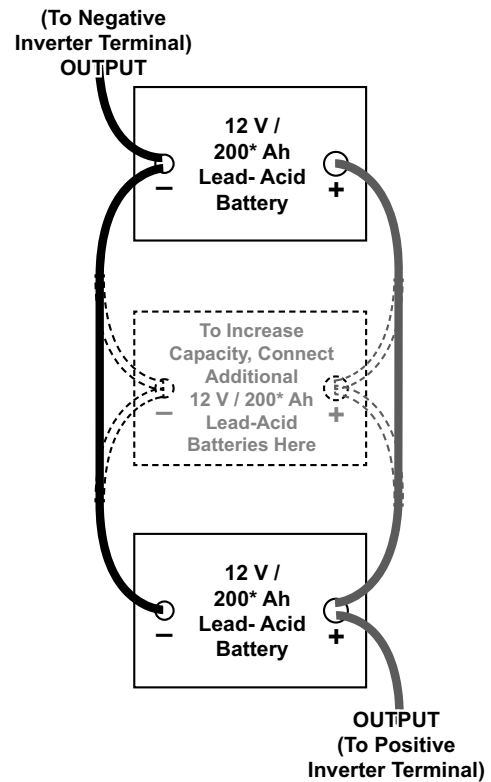 (To Negative
Inverter Terminal)
OUTPUT
12 V /
200* Ah
Lead- Acid
Battery
– +
To Increase
Capacity, Connect
Additional
12 V / 200* Ah
Lead-Acid
Batteries Here
– +
12 V /
200* Ah
Lead- Acid
Battery
– +
OUTPUT
(To Positive
Inverter Terminal)